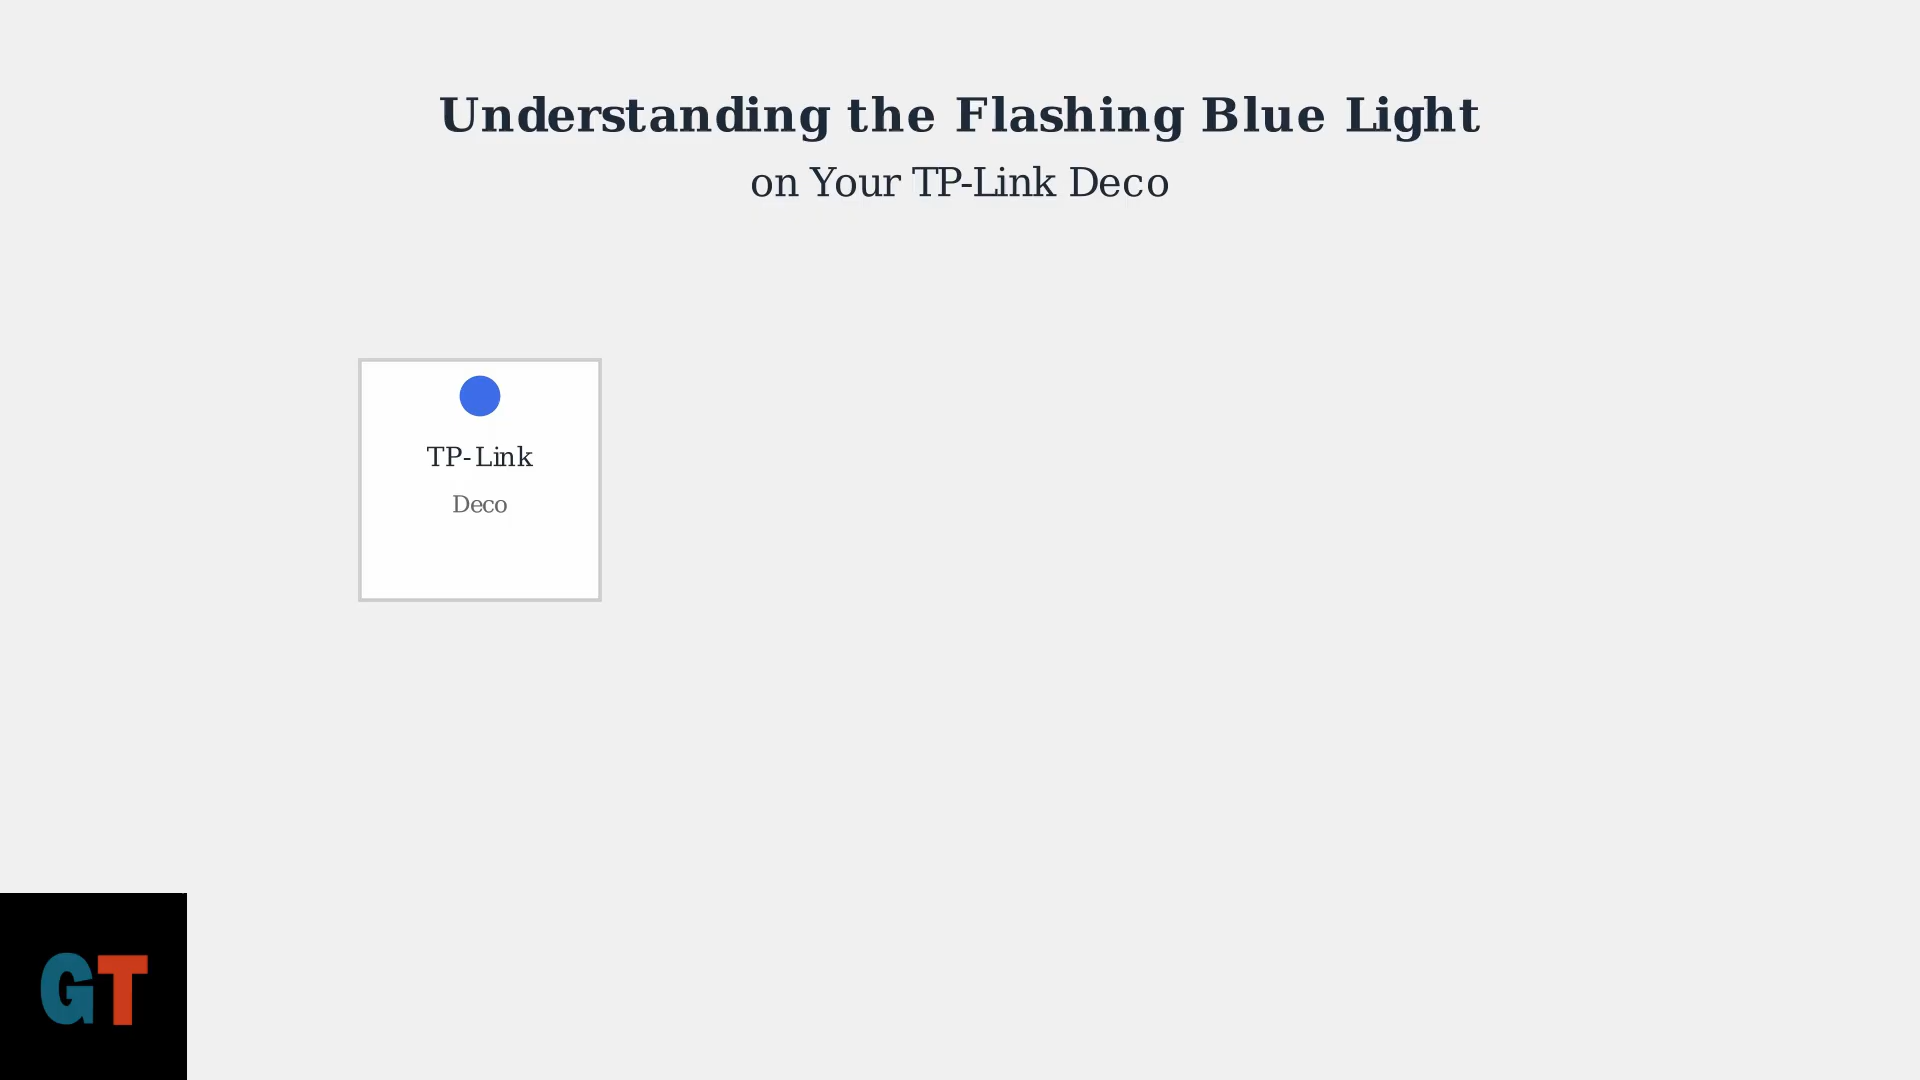 Understanding the Flashing Blue Light
on Your TP-Link Deco
TP-Link
Deco
GT